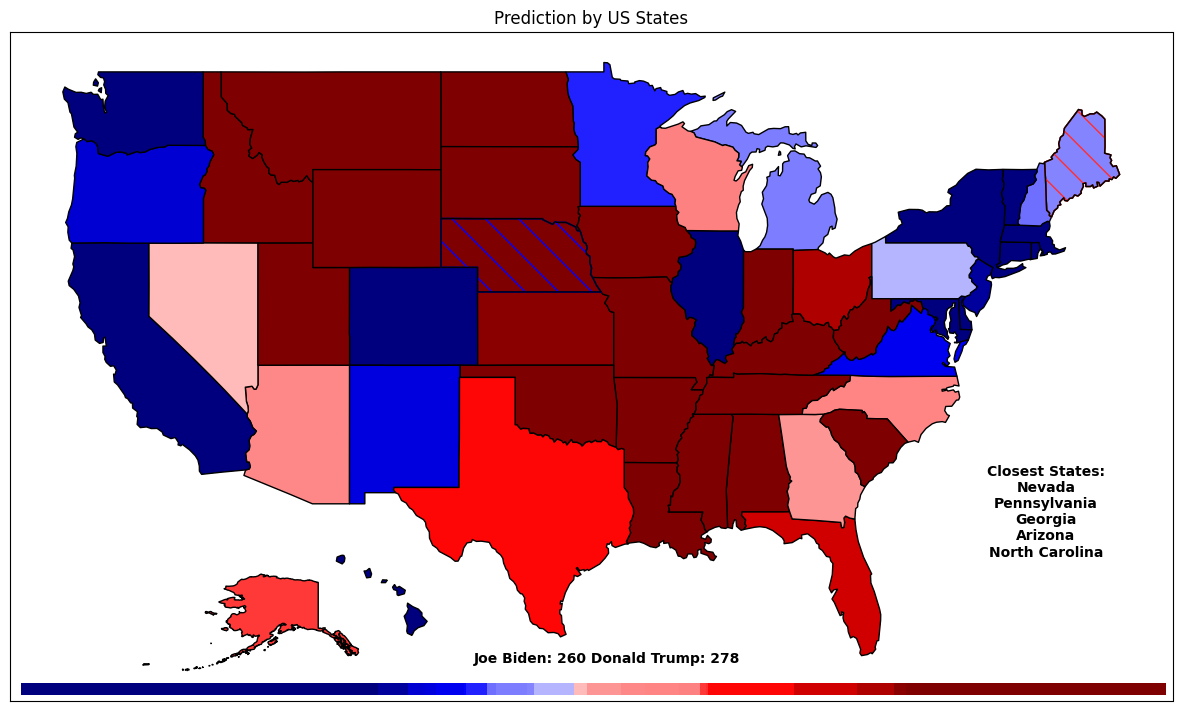 Prediction by US States
Closest States:
Nevada
Pennsylvania
Georgia
Arizona
North Carolina
Joe Biden: 260 Donald Trump: 278